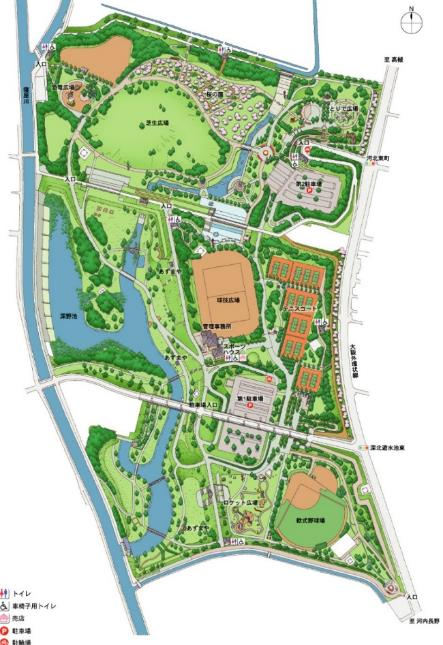 N
至 高槻
入口
恐竜広場
桜の園
とりで広場
芝生広場
入口
河北東町
第2駐車場
P
入口
入口
あずまや
球技広場
テニスコート
深野池
管理事務所
スポーツ
ハウス
大阪外環状線
あずまや
駐車場入口
第1駐車場
P
深北遊水池東
ロケット広場
軟式野球場
あずまや
入口
至 河内長野
トイレ
車椅子用トイレ
売店
P 駐車場
駐輪場